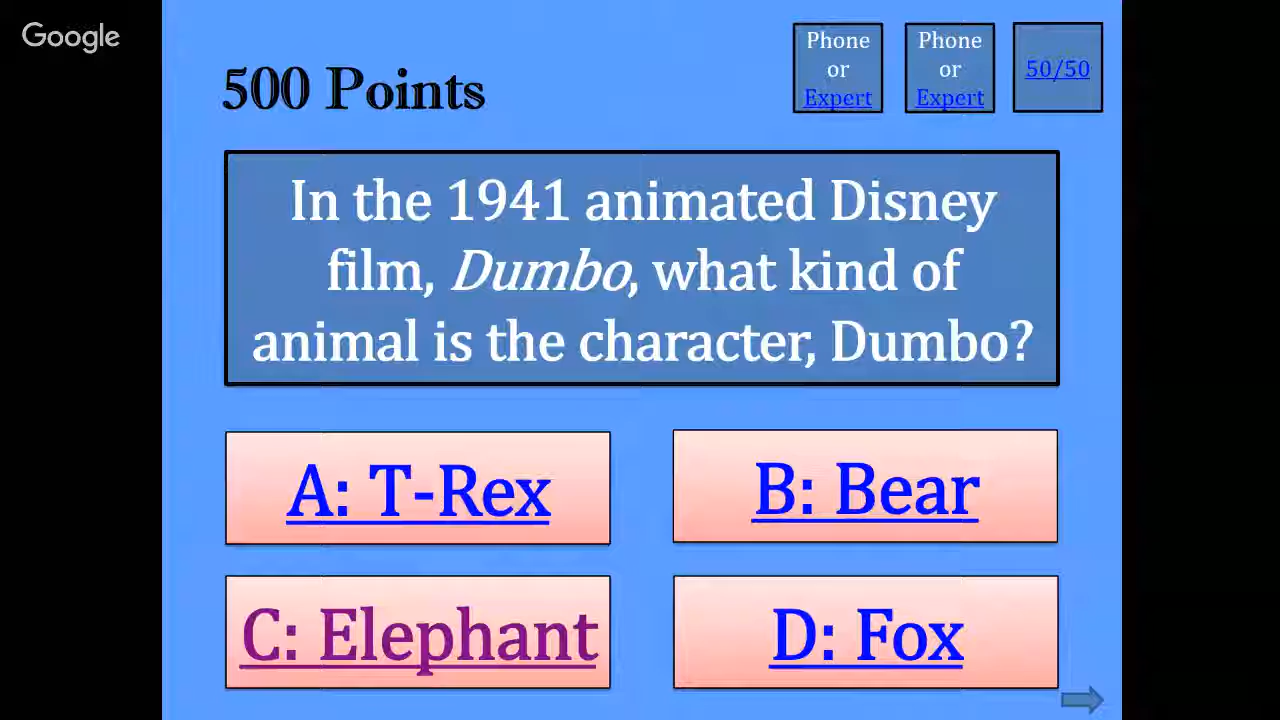 Google
500 Points
Phone
or
Expert
Phone
or
Expert
50/50
In the 1941 animated Disney
film, Dumbo, what kind of
animal is the character, Dumbo?
A: T-Rex
B: Bear
C: Elephant
D: Fox